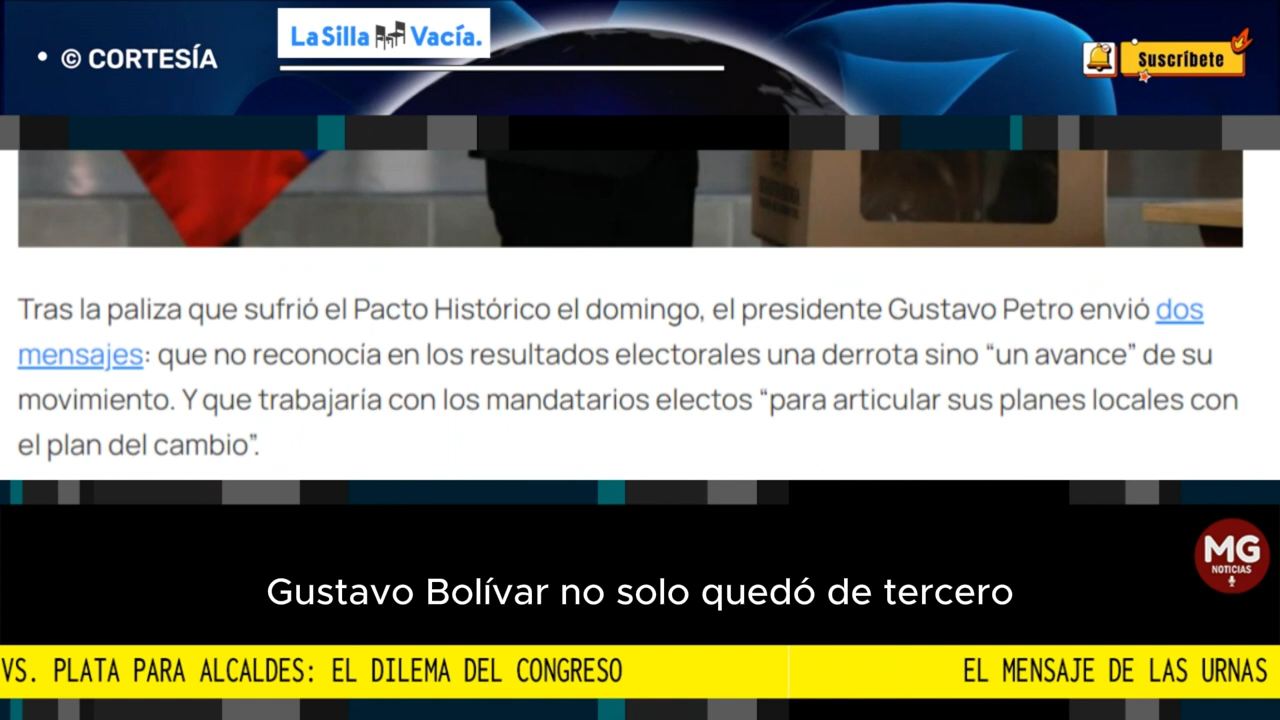 • © CORTESÍA
La Silla Vacía.
Suscríbete
Tras la paliza que sufrió el Pacto Histórico el domingo, el presidente Gustavo Petro envió dos
mensajes: que no reconocía en los resultados electorales una derrota sino “un avance” de su
movimiento. Y que trabajaría con los mandatarios electos “para articular sus planes locales con
el plan del cambio”.
MG
NOTICIAS
Gustavo Bolívar no solo quedó de tercero
VS. PLATA PARA ALCALDES: EL DILEMA DEL CONGRESO
EL MENSAJE DE LAS URNAS